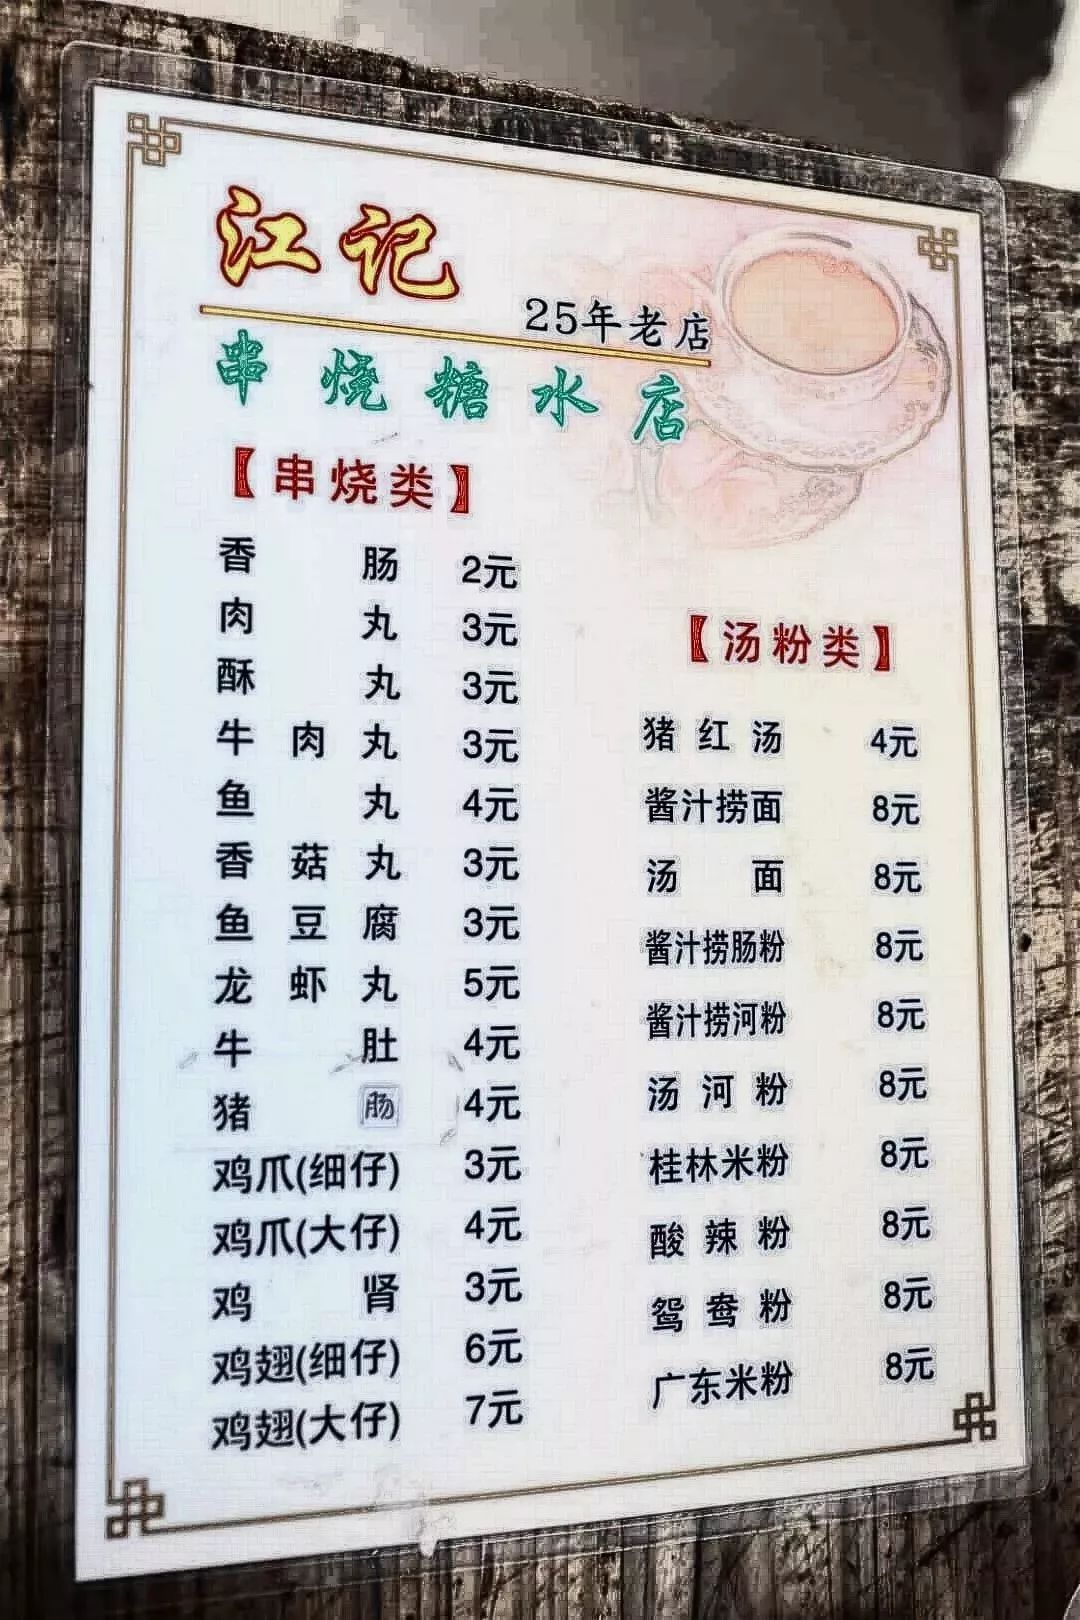 江记
25年老店
串烧糖水店
【串烧类】
香肠 2元
肉丸 3元
酥丸 3元
牛肉丸 3元
鱼丸 4元
香菇丸 3元
鱼豆腐 3元
龙虾丸 5元
牛肚 4元
猪肠 4元
鸡爪(细仔) 3元
鸡爪(大仔) 4元
鸡肾 3元
鸡翅(细仔) 6元
鸡翅(大仔) 7元
【汤粉类】
猪红汤 4元
酱汁捞面 8元
汤面 8元
酱汁捞肠粉 8元
酱汁捞河粉 8元
汤河粉 8元
桂林米粉 8元
酸辣粉 8元
鸳鸯粉 8元
广东米粉 8元